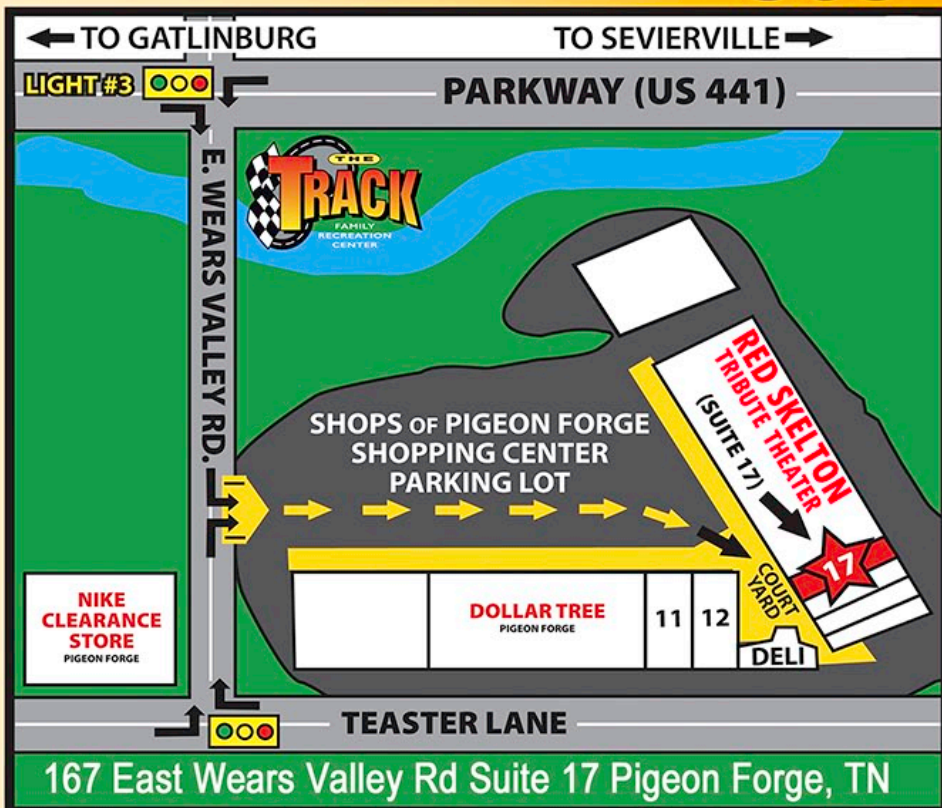 TO GATLINBURG
TO SEVIERVILLE
LIGHT #3
PARKWAY (US 441)
E. WEARS VALLEY RD.
THE
TRACK
FAMILY
RECREATION
CENTER
SHOPS OF PIGEON FORGE
SHOPPING CENTER
PARKING LOT
RED SKELTON
TRIBUTE THEATER
(SUITE 17)
17
COURT
YARD
NIKE
CLEARANCE
STORE
PIGEON FORGE
DOLLAR TREE
PIGEON FORGE
11
12
DELI
TEASTER LANE
167 East Wears Valley Rd Suite 17 Pigeon Forge, TN